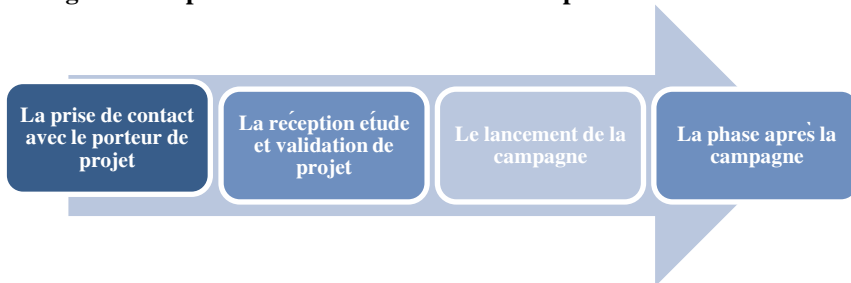 La prise de contact
avec le porteur de
projet
La réception étude
et validation de
projet
Le lancement de la
campagne
La phase après la
campagne